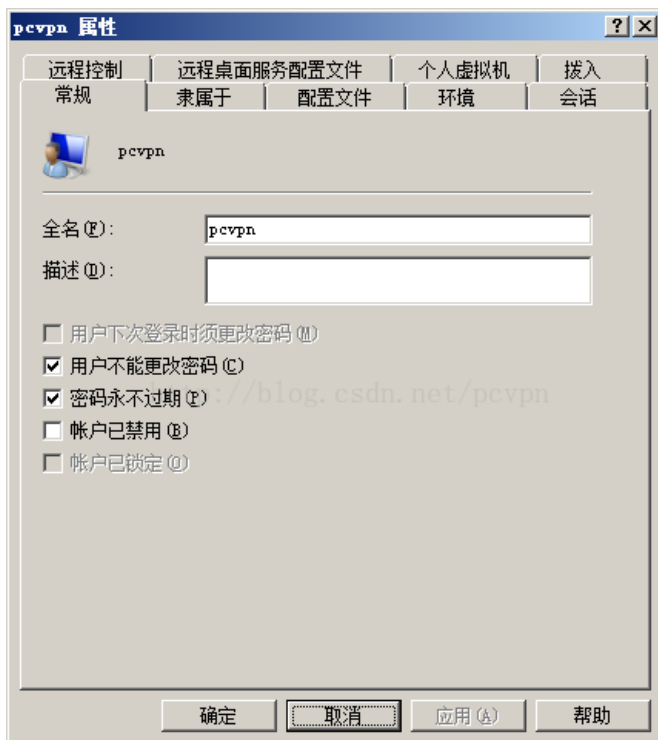 pcvpn 属性
远程控制 远程桌面服务配置文件 个人虚拟机 拨入
常规 隶属于 配置文件 环境 会话
pcvpn
全名(F): pcvpn
描述(D):
用户下次登录时须更改密码(M)
用户不能更改密码(C)
密码永不过期(P)
http://blog.csdn.net/pcvpn
帐户已禁用(B)
帐户已锁定(O)
确定 取消 应用(A) 帮助